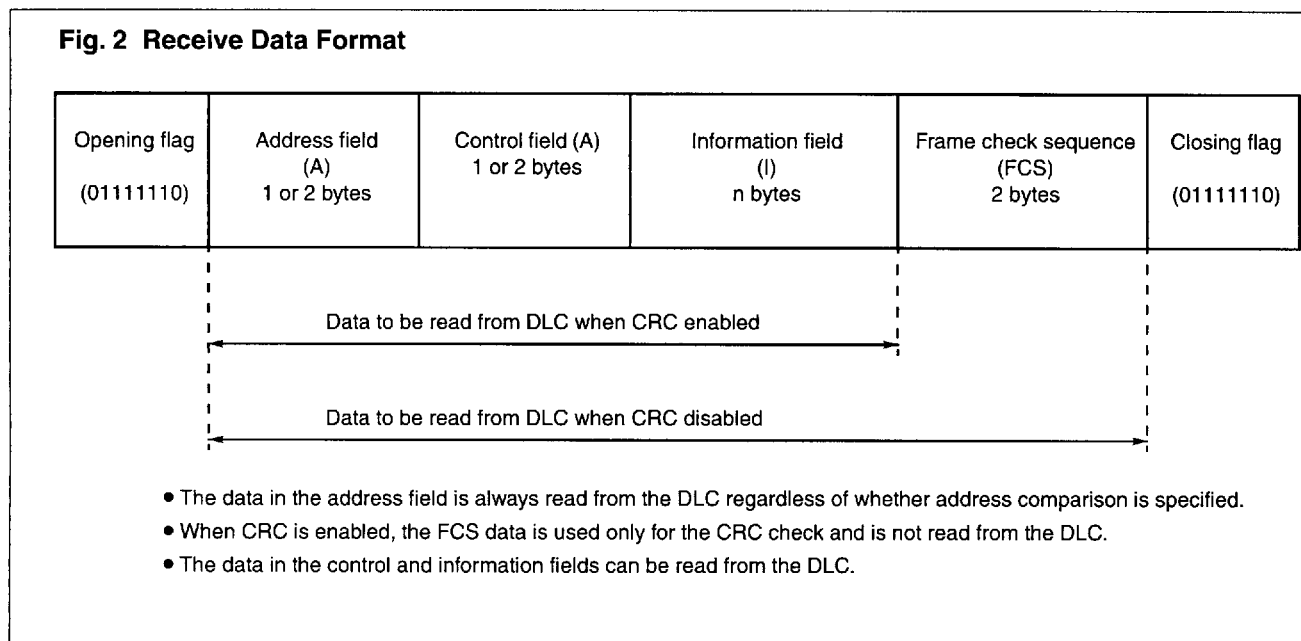 Fig. 2 Receive Data Format
Opening flag
(01111110)
Address field
(A)
1 or 2 bytes
Control field (A)
1 or 2 bytes
Information field
(I)
n bytes
Frame check sequence
(FCS)
2 bytes
Closing flag
(01111110)
Data to be read from DLC when CRC enabled
Data to be read from DLC when CRC disabled
• The data in the address field is always read from the DLC regardless of whether address comparison is specified.
• When CRC is enabled, the FCS data is used only for the CRC check and is not read from the DLC.
• The data in the control and information fields can be read from the DLC.